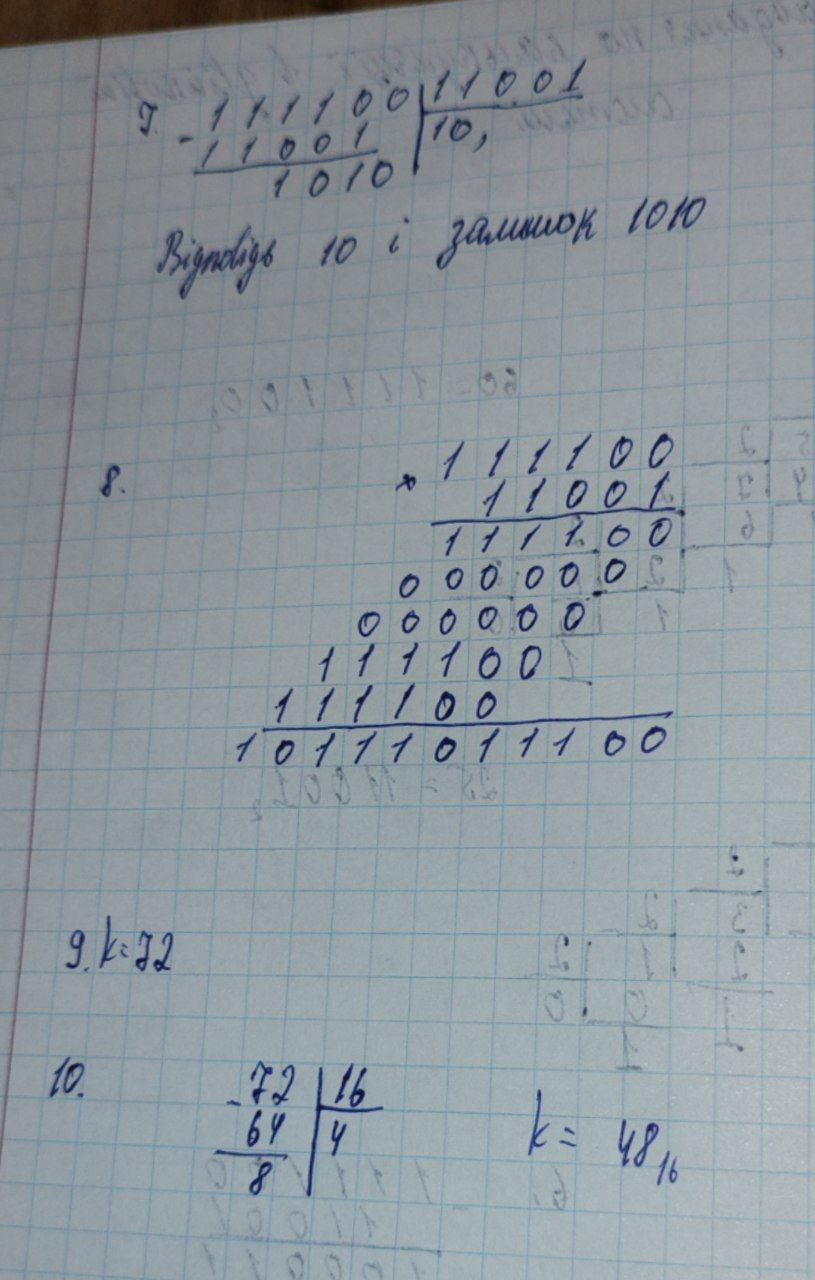 7. - 111100 | 11001
11001 | 10,
1010
Відповідь 10 і залишок 1010
8. × 111100
11001
111100
000000
000000
111100
111100
10111011100
9. k=72
10. - 72 | 16
64 | 4
8
k = 48₁₆